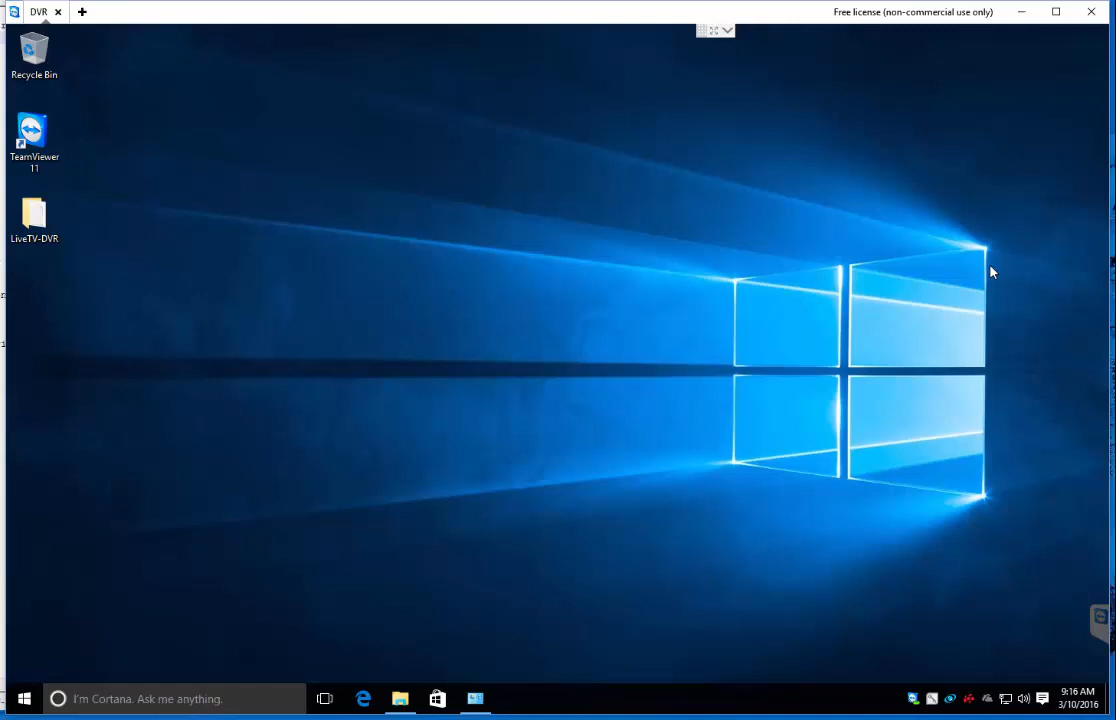 DVR
Free license (non-commercial use only)
Recycle Bin
TeamViewer
11
LiveTV-DVR
I'm Cortana. Ask me anything.
9:16 AM
3/10/2016